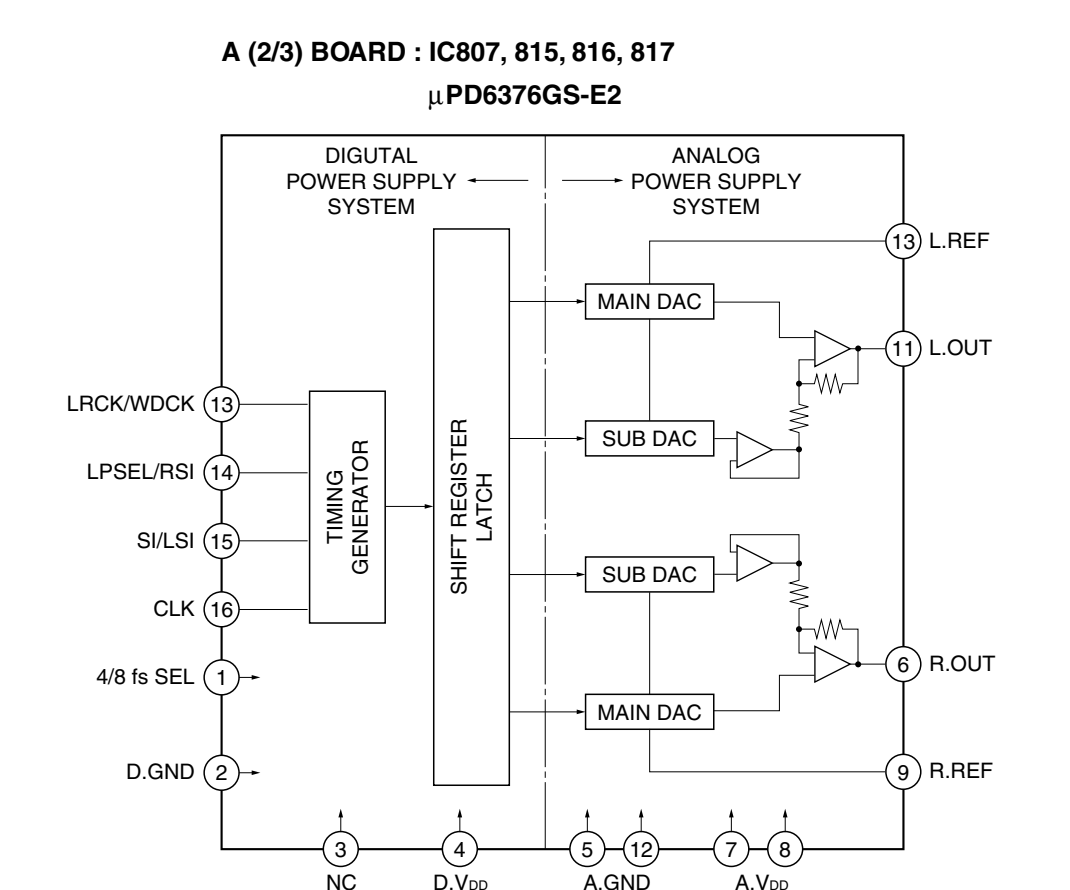 A (2/3) BOARD : IC807, 815, 816, 817
µPD6376GS-E2
DIGUTAL
POWER SUPPLY
SYSTEM
ANALOG
POWER SUPPLY
SYSTEM
13 L.REF
MAIN DAC
11 L.OUT
LRCK/WDCK 13
SUB DAC
LPSEL/RSI 14
TIMING
GENERATOR
SHIFT REGISTER
LATCH
SI/LSI 15
SUB DAC
CLK 16
4/8 fs SEL 1
6 R.OUT
MAIN DAC
D.GND 2
9 R.REF
3
4
5
12
7
8
NC
D.VDD
A.GND
A.VDD